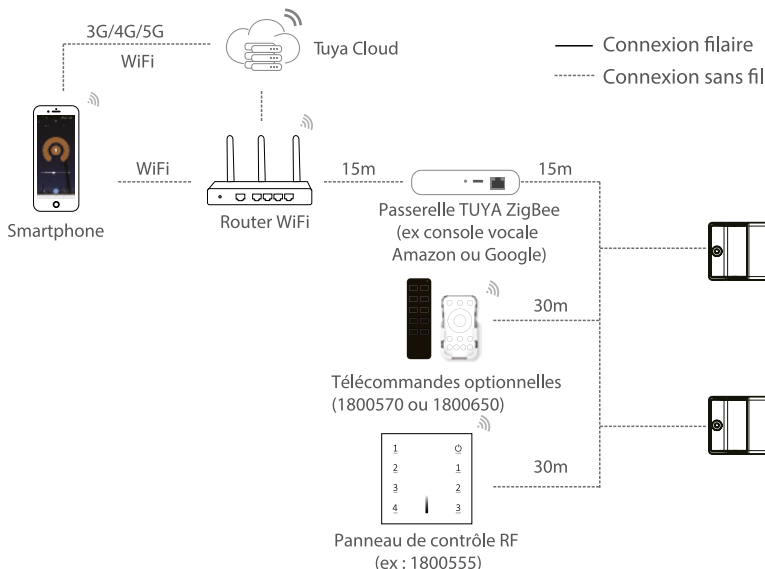 3G/4G/5G
WiFi
Tuya Cloud
Connexion filaire
Connexion sans fil
WiFi
15m
15m
Smartphone
Router WiFi
Passerelle TUYA ZigBee
(ex console vocale
Amazon ou Google)
30m
Télécommandes optionnelles
(1800570 ou 1800650)
1
2
1
3
2
4
3
30m
Panneau de contrôle RF
(ex : 1800555)